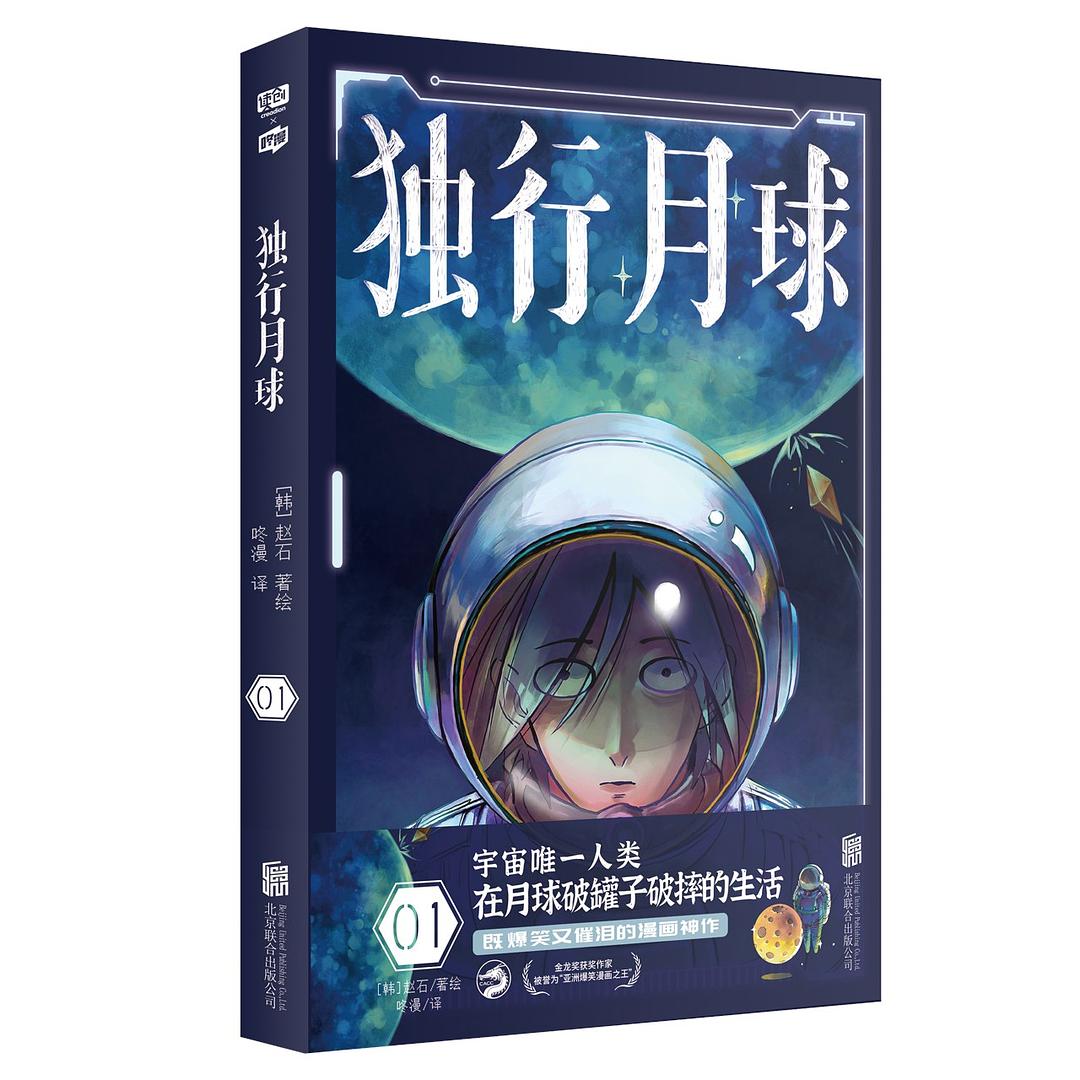 读创
creadion
×
咚漫
独行月球
[韩]赵石 著绘
咚漫 译
01
北京联合出版公司
Beijing United Publishing Co.,Ltd.
独行月球
宇宙唯一人类
在月球破罐子破摔的生活
既爆笑又催泪的漫画神作
01
[韩]赵石/著绘
咚漫/译
CACC
金龙奖获奖作家
被誉为“亚洲爆笑漫画之王”
北京联合出版公司
Beijing United Publishing Co.,Ltd.